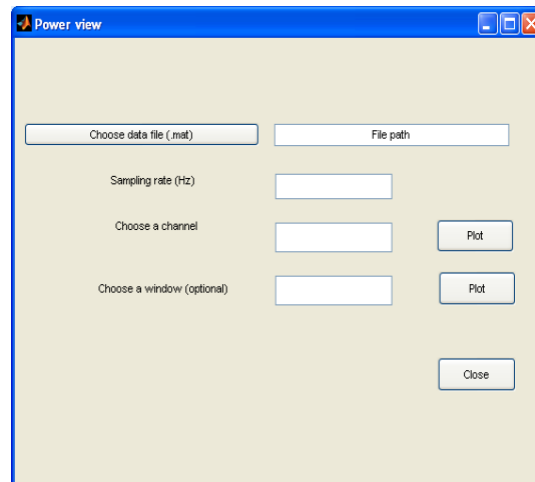 Power view
Choose data file (.mat)
File path
Sampling rate (Hz)
Choose a channel
Plot
Choose a window (optional)
Plot
Close